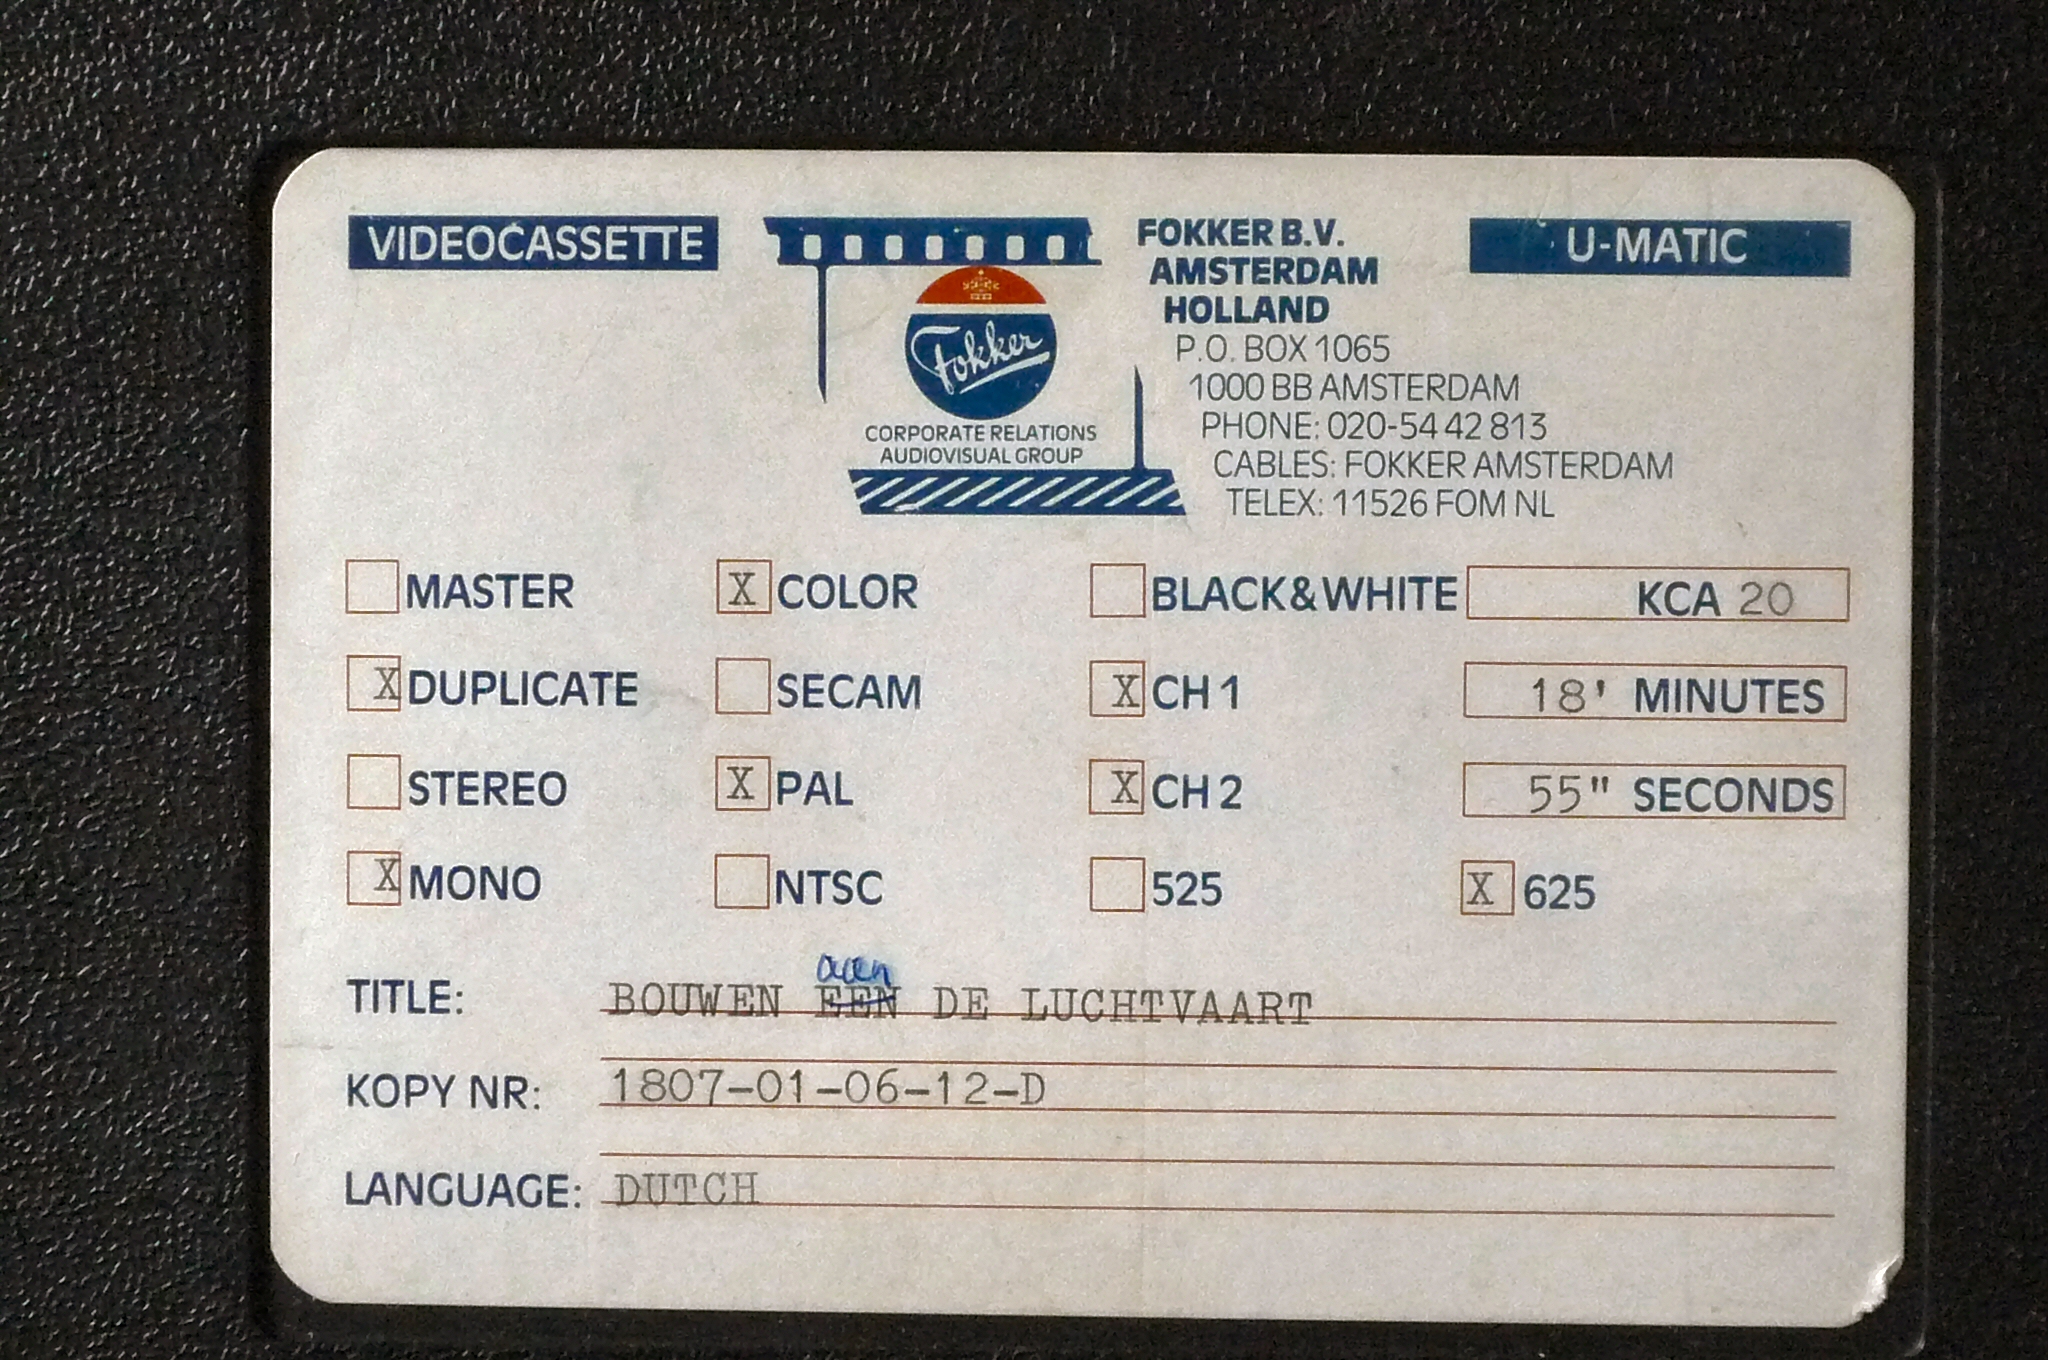 VIDEOCASSETTE
Fokker
CORPORATE RELATIONS
AUDIOVISUAL GROUP
FOKKER B.V.
AMSTERDAM
HOLLAND
P.O. BOX 1065
1000 BB AMSTERDAM
PHONE: 020-54 42 813
CABLES: FOKKER AMSTERDAM
TELEX: 11526 FOM NL
U-MATIC
MASTER X COLOR BLACK&WHITE KCA 20
X DUPLICATE SECAM X CH 1 18' MINUTES
STEREO X PAL X CH 2 55" SECONDS
X MONO NTSC 525 X 625
TITLE: BOUWEN EEN DE LUCHTVAART
KOPY NR: 1807-01-06-12-D
LANGUAGE: DUTCH